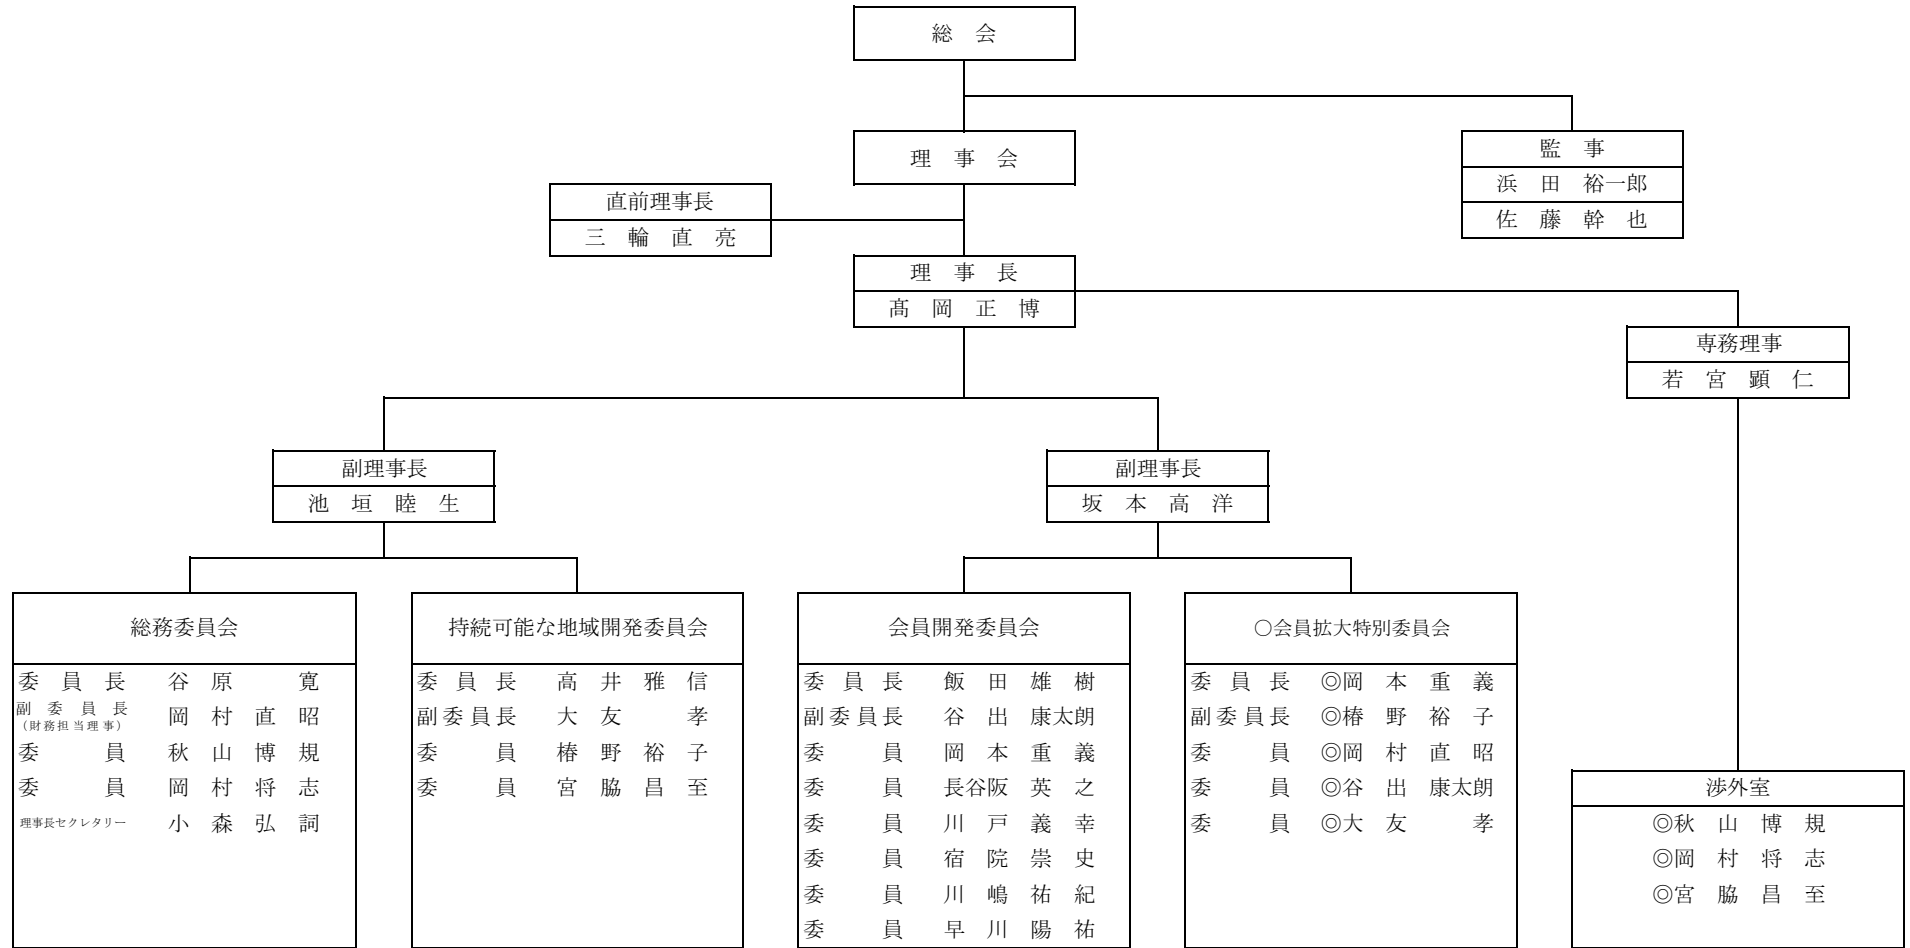 総 会
理 事 会
監 事
浜 田 裕一郎
佐 藤 幹 也
直前理事長
三 輪 直 亮
理 事 長
髙 岡 正 博
専務理事
若 宮 顕 仁
副理事長
池 垣 睦 生
副理事長
坂 本 高 洋
総務委員会
委 員 長 谷 原 寛
副 委 員 長 岡 村 直 昭
(財務担当理事)
委 員 秋 山 博 規
委 員 岡 村 将 志
理事長セクレタリー 小 森 弘 詞
持続可能な地域開発委員会
委 員 長 高 井 雅 信
副委員長 大 友 孝
委 員 椿 野 裕 子
委 員 宮 脇 昌 至
会員開発委員会
委 員 長 飯 田 雄 樹
副委員長 谷 出 康太朗
委 員 岡 本 重 義
委 員 長谷阪 英 之
委 員 川 戸 義 幸
委 員 宿 院 崇 史
委 員 川 嶋 祐 紀
委 員 早 川 陽 祐
○会員拡大特別委員会
委 員 長 ◎岡 本 重 義
副委員長 ◎椿 野 裕 子
委 員 ◎岡 村 直 昭
委 員 ◎谷 出 康太朗
委 員 ◎大 友 孝
渉外室
◎秋 山 博 規
◎岡 村 将 志
◎宮 脇 昌 至